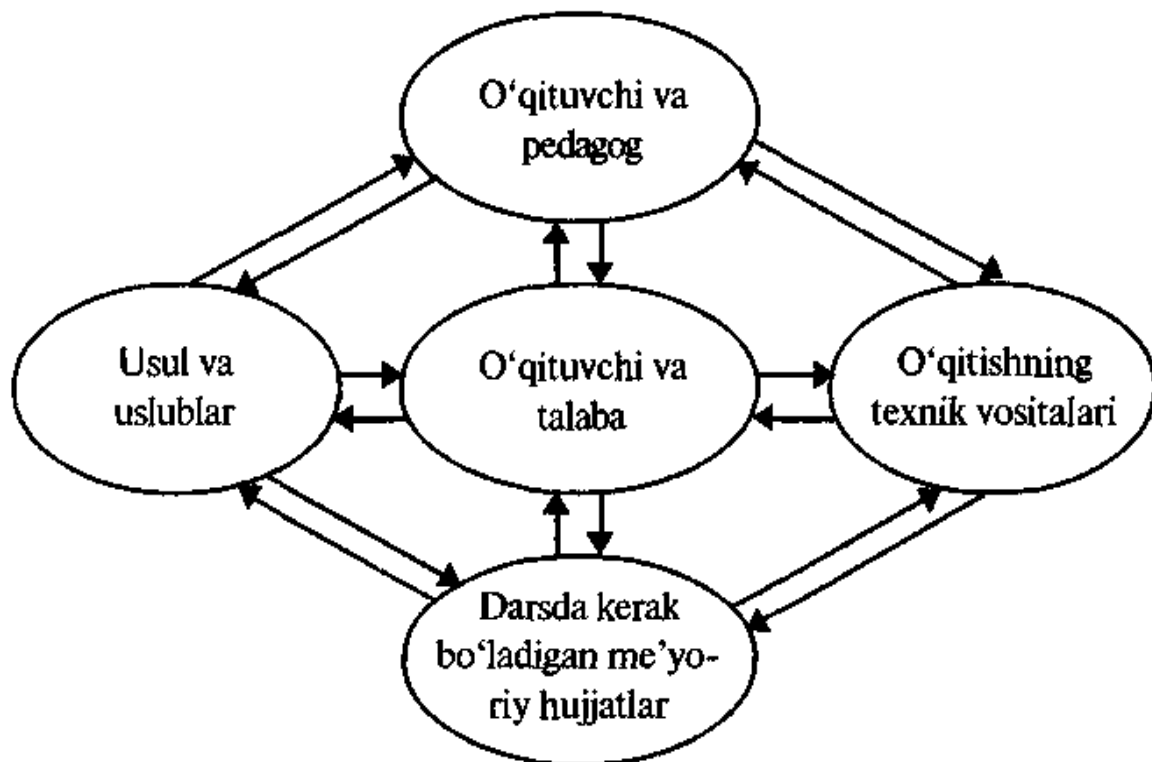 O‘qituvchi va
pedagog
Usul va
uslublar
O‘qituvchi va
talaba
O‘qitishning
texnik vositalari
Darsda kerak
bo‘ladigan me’yo-
riy hujjatlar